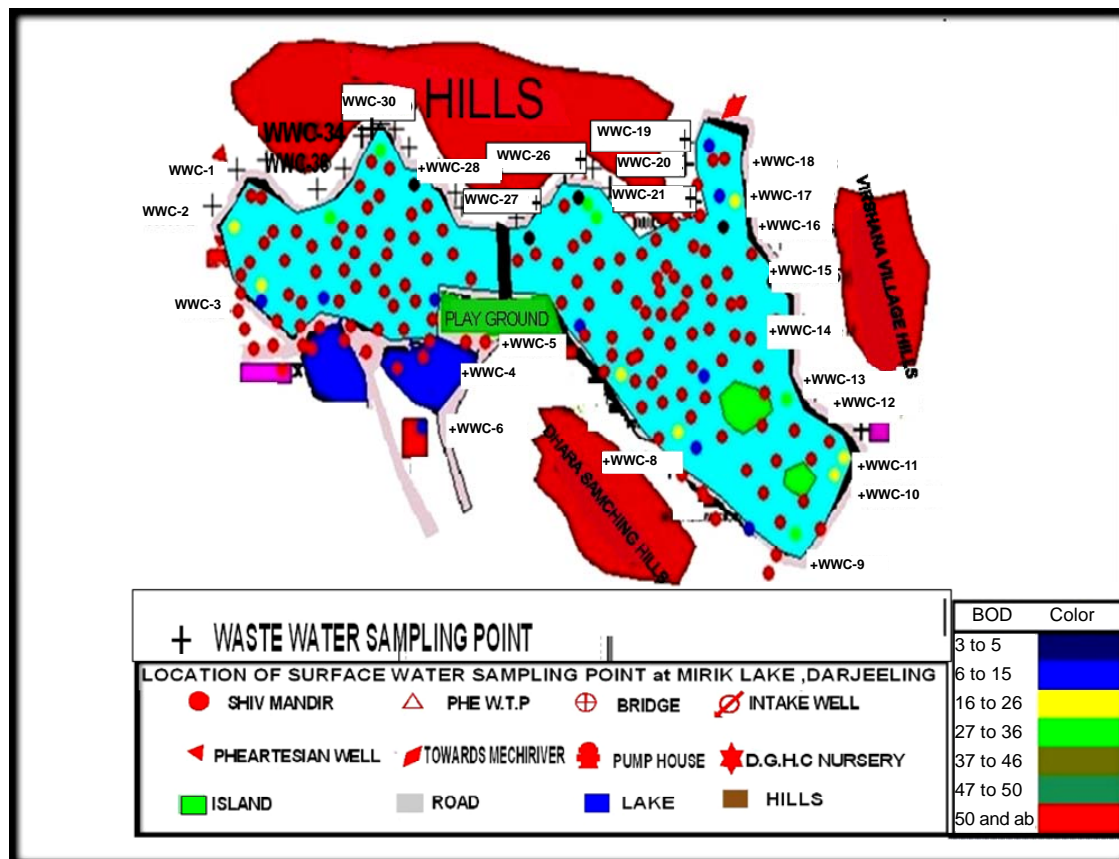 WWC-30
HILLS
WWC-34
WWC-19
WWC-26
WWC-20
+WWC-18
WWC-1
+WWC-28
WWC-21
+WWC-17
WWC-2
WWC-27
+WWC-16
+WWC-15
VIRSHANA VILLAGE HILLS
WWC-3
PLAY GROUND
+WWC-14
+WWC-5
+WWC-4
+WWC-13
+WWC-12
+WWC-6
DHARA SAMCHING HILLS
+WWC-8
+WWC-11
+WWC-10
+WWC-9
+ WASTE WATER SAMPLING POINT
LOCATION OF SURFACE WATER SAMPLING POINT at MIRIK LAKE ,DARJEELING
SHIV MANDIR PHE W.T.P BRIDGE INTAKE WELL
PHEARTESIAN WELL TOWARDS MECHIRIVER PUMP HOUSE D.G.H.C NURSERY
ISLAND ROAD LAKE HILLS
BOD Color
3 to 5
6 to 15
16 to 26
27 to 36
37 to 46
47 to 50
50 and ab